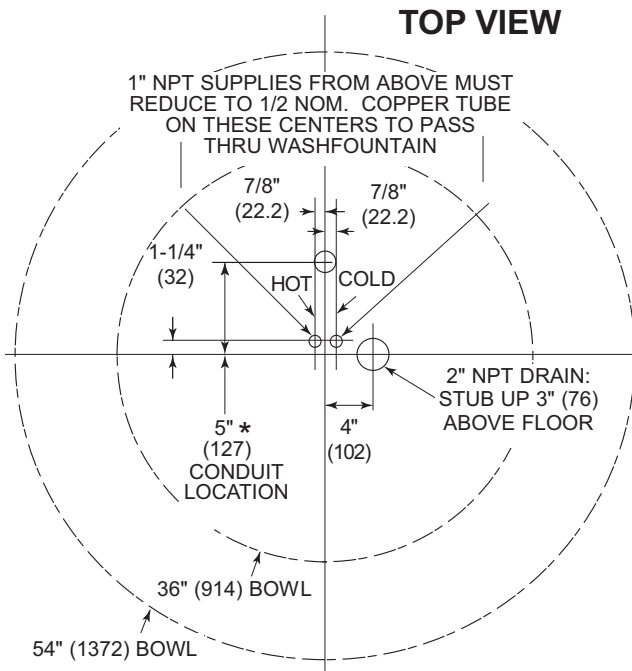 TOP VIEW
1" NPT SUPPLIES FROM ABOVE MUST
REDUCE TO 1/2 NOM.  COPPER TUBE
ON THESE CENTERS TO PASS
THRU WASHFOUNTAIN
7/8"
(22.2)
7/8"
(22.2)
1-1/4"
(32)
HOT
COLD
2" NPT DRAIN:
STUB UP 3" (76)
ABOVE FLOOR
5" *
(127)
CONDUIT
LOCATION
4"
(102)
36" (914) BOWL
54" (1372) BOWL